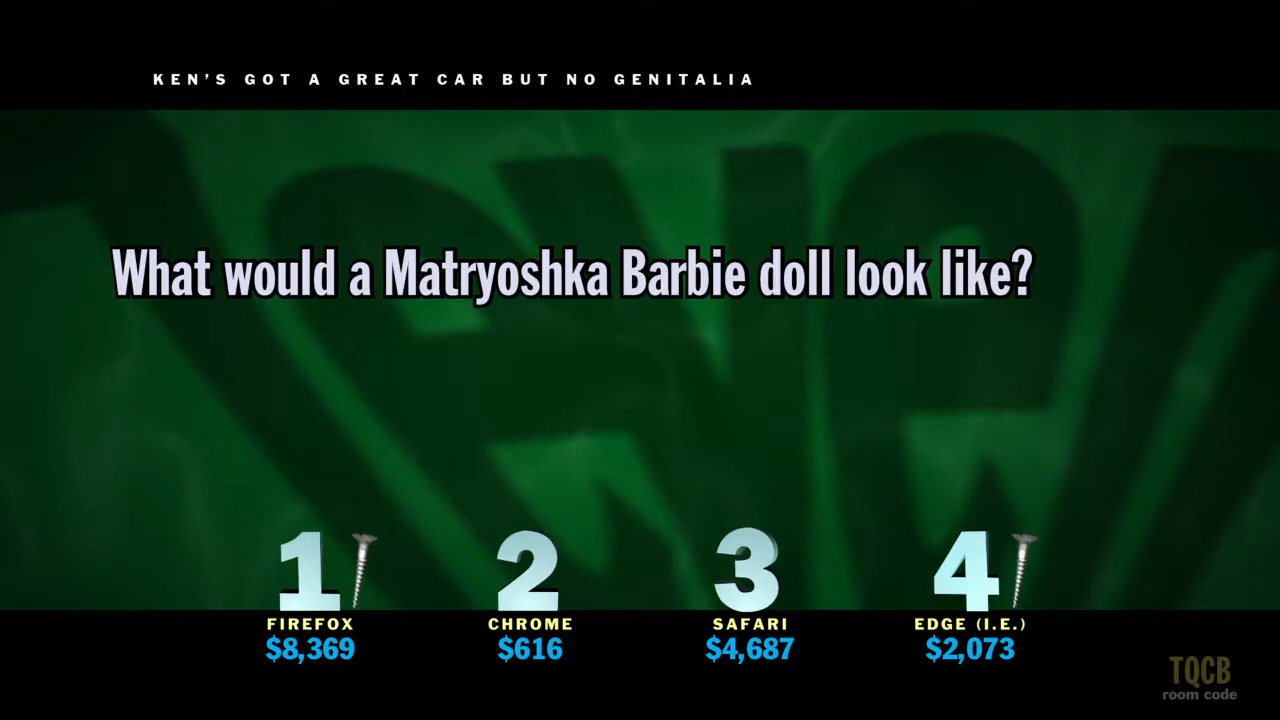 KEN'S GOT A GREAT CAR BUT NO GENITALIA
What would a Matryoshka Barbie doll look like?
1 2 3 4
FIREFOX CHROME SAFARI EDGE (I.E.)
$8,369 $616 $4,687 $2,073
TQCB
room code